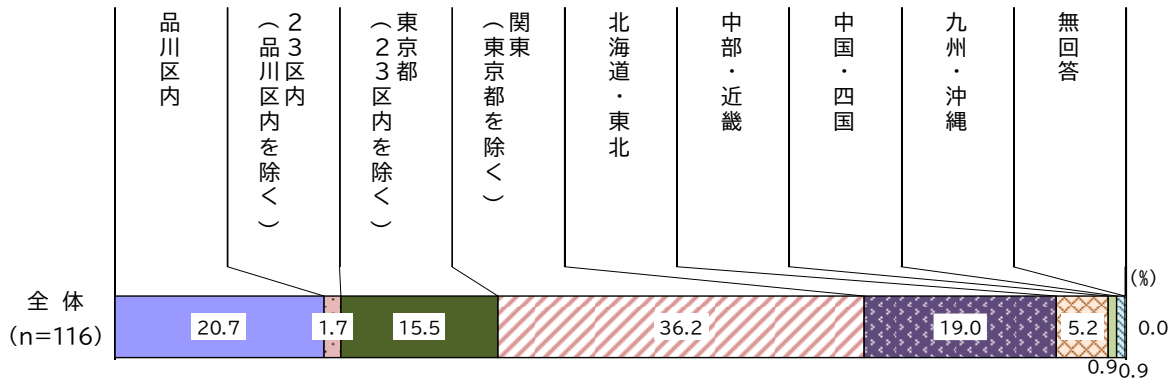 品川区内
23区内
(品川区内を除く)
東京都
(23区内を除く)
関東
(東京都を除く)
北海道・東北
中部・近畿
中国・四国
九州・沖縄
無回答
(%)
全 体
(n=116)
20.7
1.7
15.5
36.2
19.0
5.2
0.0
0.9
0.9